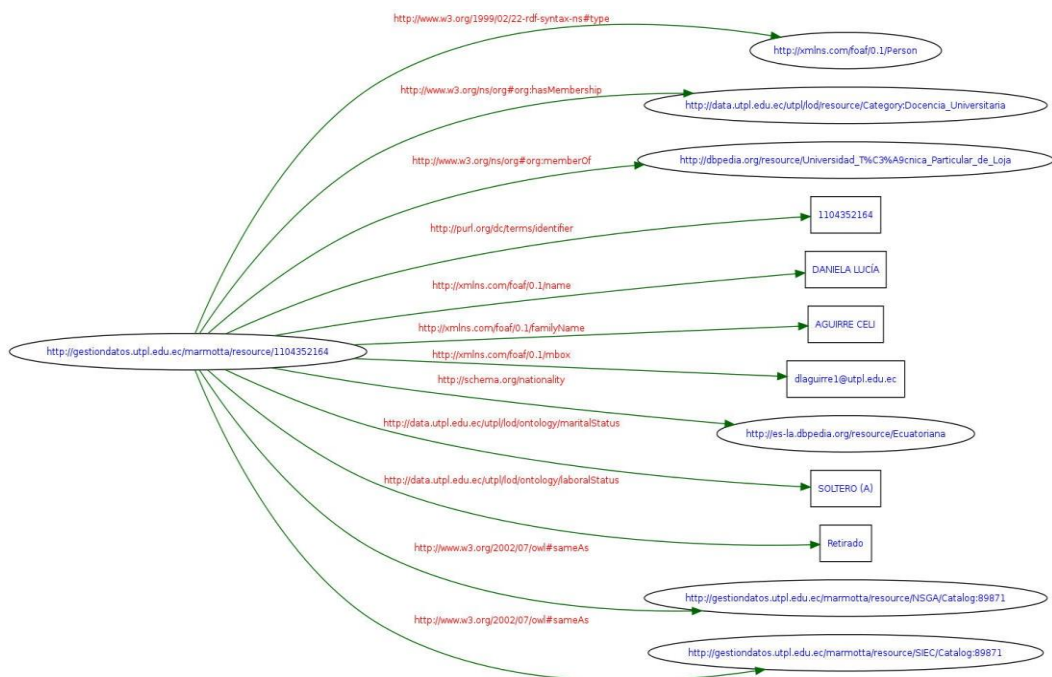 http://www.w3.org/1999/02/22-rdf-syntax-ns#type
http://xmlns.com/foaf/0.1/Person
http://www.w3.org/ns/org#org:hasMembership
http://data.utpl.edu.ec/utpl/lod/resource/Category:Docencia_Universitaria
http://www.w3.org/ns/org#org:memberOf
http://dbpedia.org/resource/Universidad_T%C3%A9cnica_Particular_de_Loja
http://purl.org/dc/terms/identifier
1104352164
http://xmlns.com/foaf/0.1/name
DANIELA LUCÍA
http://xmlns.com/foaf/0.1/familyName
AGUIRRE CELI
http://gestiondatos.utpl.edu.ec/marmotta/resource/1104352164
http://xmlns.com/foaf/0.1/mbox
dlaguirre1@utpl.edu.ec
http://schema.org/nationality
http://es-la.dbpedia.org/resource/Ecuatoriana
http://data.utpl.edu.ec/utpl/lod/ontology/maritalStatus
SOLTERO (A)
http://data.utpl.edu.ec/utpl/lod/ontology/laboralStatus
Retirado
http://www.w3.org/2002/07/owl#sameAs
http://gestiondatos.utpl.edu.ec/marmotta/resource/NSGA/Catalog:89871
http://www.w3.org/2002/07/owl#sameAs
http://gestiondatos.utpl.edu.ec/marmotta/resource/SIEC/Catalog:89871